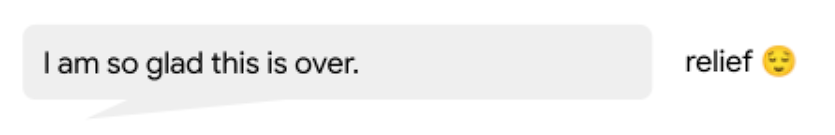 I am so glad this is over.
relief 😌